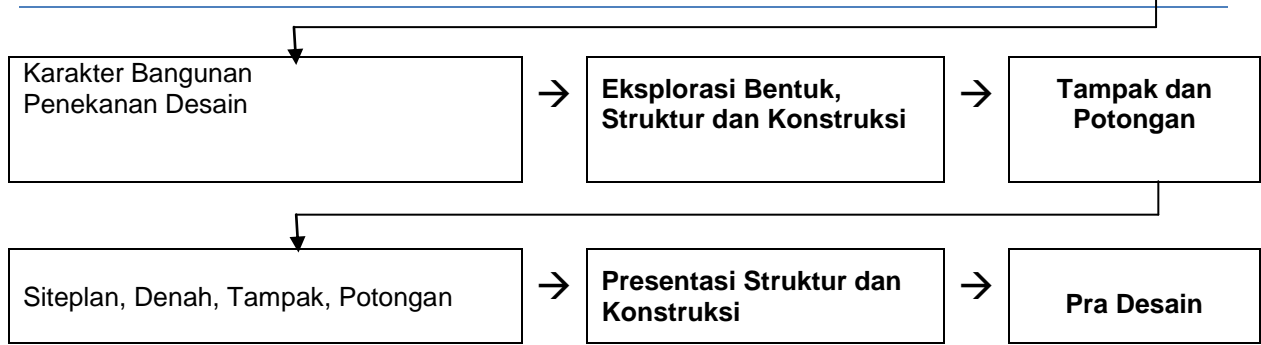 Karakter Bangunan
Penekanan Desain
Eksplorasi Bentuk,
Struktur dan Konstruksi
Tampak dan
Potongan
Siteplan, Denah, Tampak, Potongan
Presentasi Struktur dan
Konstruksi
Pra Desain